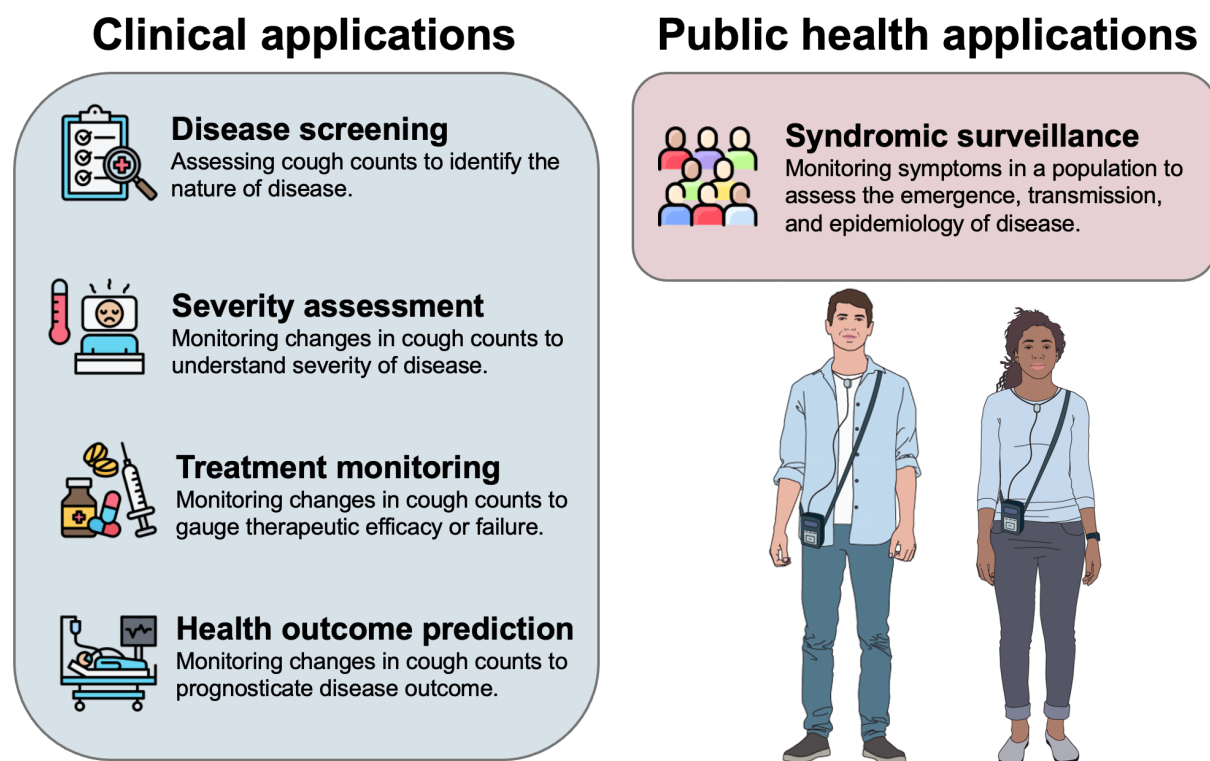 Clinical applications
Disease screening
Assessing cough counts to identify the
nature of disease.
Severity assessment
Monitoring changes in cough counts to
understand severity of disease.
Treatment monitoring
Monitoring changes in cough counts to
gauge therapeutic efficacy or failure.
Health outcome prediction
Monitoring changes in cough counts to
prognosticate disease outcome.
Public health applications
Syndromic surveillance
Monitoring symptoms in a population to
assess the emergence, transmission,
and epidemiology of disease.